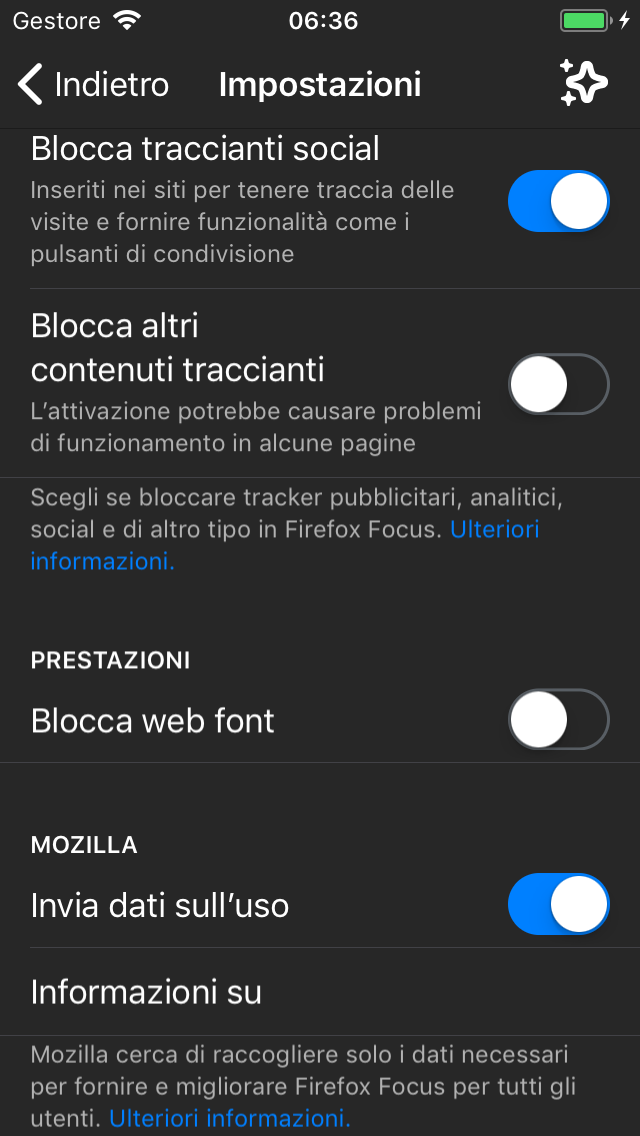 Gestore 06:36
Indietro Impostazioni
Blocca traccianti social
Inseriti nei siti per tenere traccia delle
visite e fornire funzionalità come i
pulsanti di condivisione
Blocca altri
contenuti traccianti
L’attivazione potrebbe causare problemi
di funzionamento in alcune pagine
Scegli se bloccare tracker pubblicitari, analitici,
social e di altro tipo in Firefox Focus. Ulteriori
informazioni.
PRESTAZIONI
Blocca web font
MOZILLA
Invia dati sull’uso
Informazioni su
Mozilla cerca di raccogliere solo i dati necessari
per fornire e migliorare Firefox Focus per tutti gli
utenti. Ulteriori informazioni.